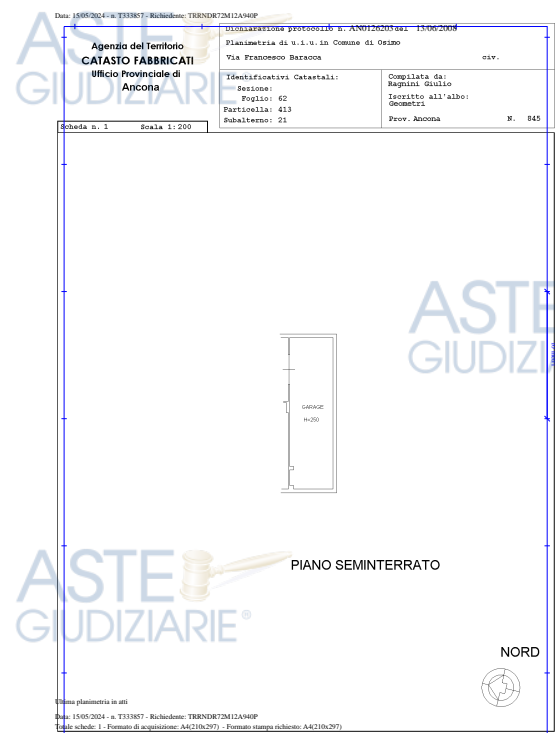 Data: 15/05/2024 - n. T333857 - Richiedente: TRRNDR72M12A940P
Agenzia del Territorio
CATASTO FABBRICATI
Ufficio Provinciale di
Ancona
Dichiarazione protocollo n. AN0126203 del 13/06/2008
Planimetria di u.i.u. in Comune di Osimo
Via Francesco Baracca civ.
Identificativi Catastali:
Sezione:
Foglio: 62
Particella: 413
Subalterno: 21
Compilata da:
Ragnini Giulio
Iscritto all'albo:
Geometri
Prov. Ancona N. 845
Scheda n. 1 Scala 1:200
ASTE
GIUDIZIARIE
ASTE
GIUDIZI
GARAGE
H=250
ASTE
GIUDIZIARIE®
PIANO SEMINTERRATO
NORD
Ultima planimetria in atti
Data: 15/05/2024 - n. T333857 - Richiedente: TRRNDR72M12A940P
Totale schede: 1 - Formato di acquisizione: A4(210x297) - Formato stampa richiesto: A4(210x297)